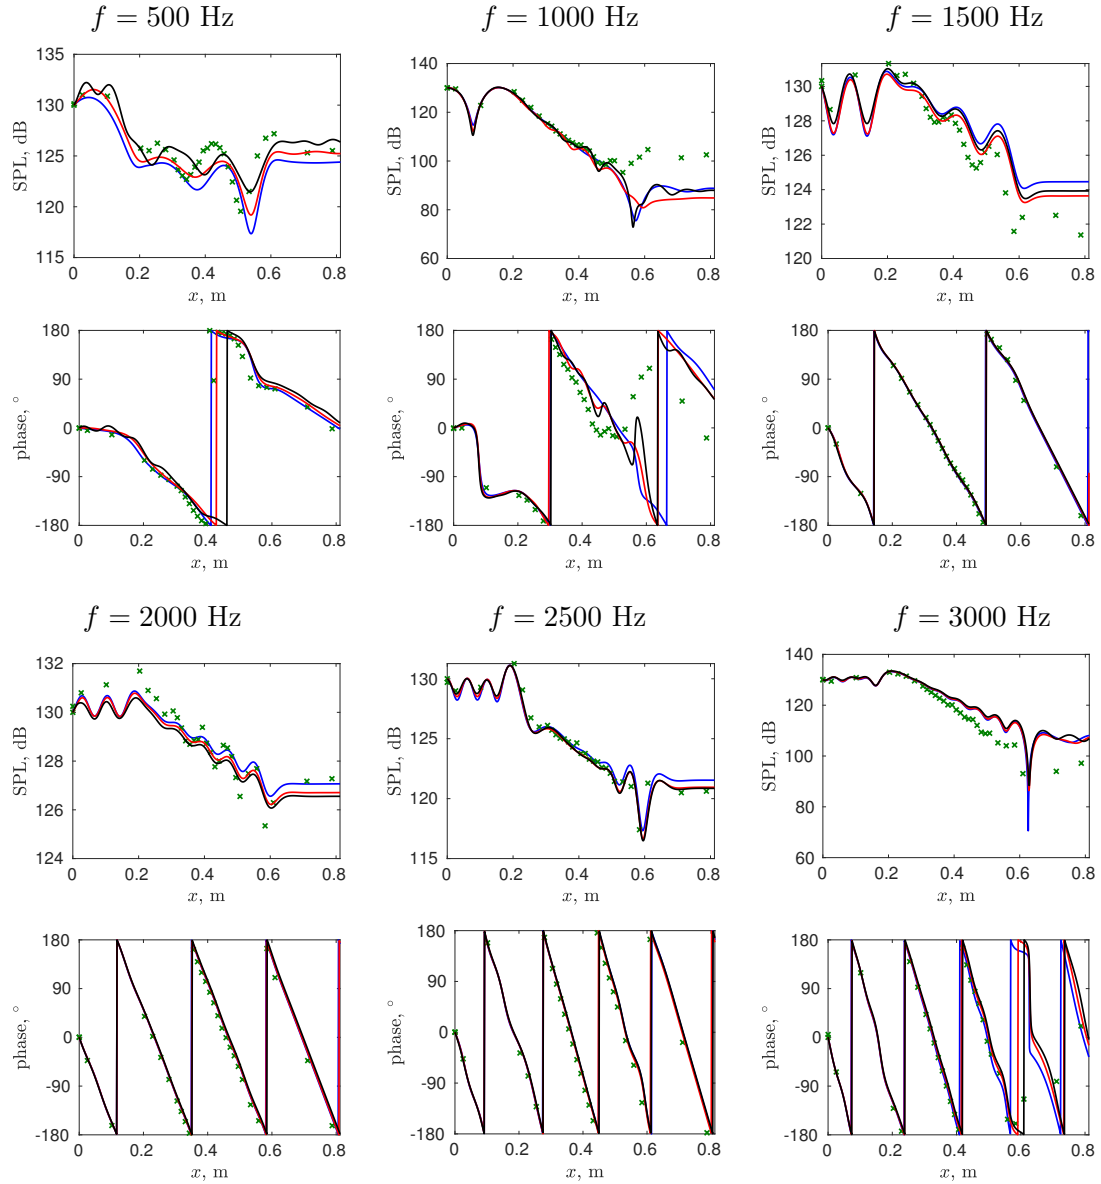 f = 500 Hz
f = 1000 Hz
f = 1500 Hz
135
130
125
120
115
SPL, dB
0 0.2 0.4 0.6 0.8
x, m
140
120
100
80
60
SPL, dB
0 0.2 0.4 0.6 0.8
x, m
130
128
126
124
122
120
SPL, dB
0 0.2 0.4 0.6 0.8
x, m
180
90
0
-90
-180
phase, °
0 0.2 0.4 0.6 0.8
x, m
180
90
0
-90
-180
phase, °
0 0.2 0.4 0.6 0.8
x, m
180
90
0
-90
-180
phase, °
0 0.2 0.4 0.6 0.8
x, m
f = 2000 Hz
f = 2500 Hz
f = 3000 Hz
132
130
128
126
124
SPL, dB
0 0.2 0.4 0.6 0.8
x, m
130
125
120
115
SPL, dB
0 0.2 0.4 0.6 0.8
x, m
140
120
100
80
60
SPL, dB
0 0.2 0.4 0.6 0.8
x, m
180
90
0
-90
-180
phase, °
0 0.2 0.4 0.6 0.8
x, m
180
90
0
-90
-180
phase, °
0 0.2 0.4 0.6 0.8
x, m
180
90
0
-90
-180
phase, °
0 0.2 0.4 0.6 0.8
x, m